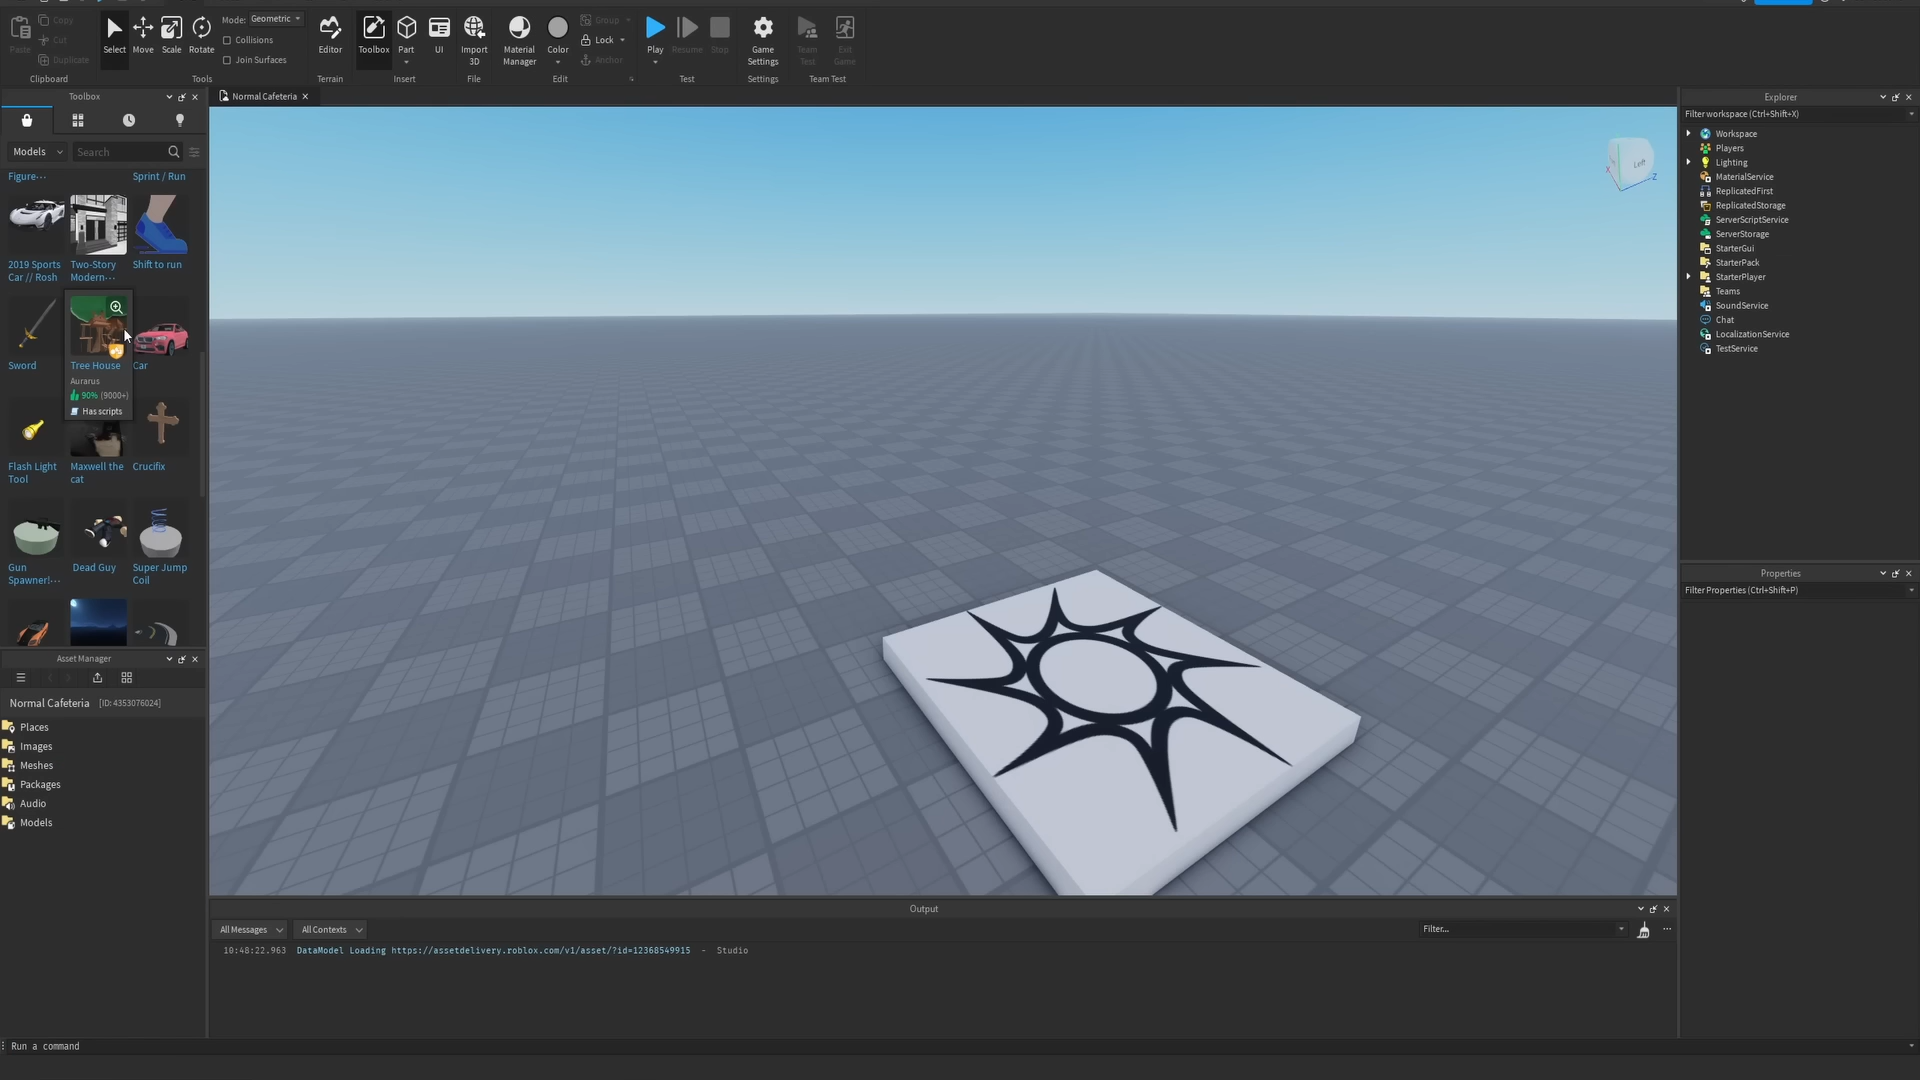 Paste
Copy
Cut
Duplicate
Clipboard
Select
Move
Scale
Rotate
Mode: Geometric
Collisions
Join Surfaces
Tools
Editor
Terrain
Toolbox
Part
UI
Insert
Import
3D
File
Material
Manager
Color
Group
Lock
Anchor
Edit
Play
Resume
Stop
Test
Game
Settings
Settings
Team
Test
Exit
Game
Team Test
Toolbox
Models
Search
Figure···
Sprint / Run
2019 Sports
Car // Rosh
Two-Story
Modern···
Shift to run
Sword
Tree House
Aurarus
90% (9000+)
Has scripts
Car
Flash Light
Tool
Maxwell the
cat
Crucifix
Gun
Spawner!···
Dead Guy
Super Jump
Coil
Asset Manager
Normal Cafeteria [ID: 4353076024]
Places
Images
Meshes
Packages
Audio
Models
Normal Cafeteria
Left
Output
All Messages
All Contexts
Filter...
10:48:22.963 DataModel Loading https://assetdelivery.roblox.com/v1/asset/?id=12368549915 - Studio
Run a command
Explorer
Filter workspace (Ctrl+Shift+X)
Workspace
Players
Lighting
MaterialService
ReplicatedFirst
ReplicatedStorage
ServerScriptService
ServerStorage
StarterGui
StarterPack
StarterPlayer
Teams
SoundService
Chat
LocalizationService
TestService
Properties
Filter Properties (Ctrl+Shift+P)
X
Z